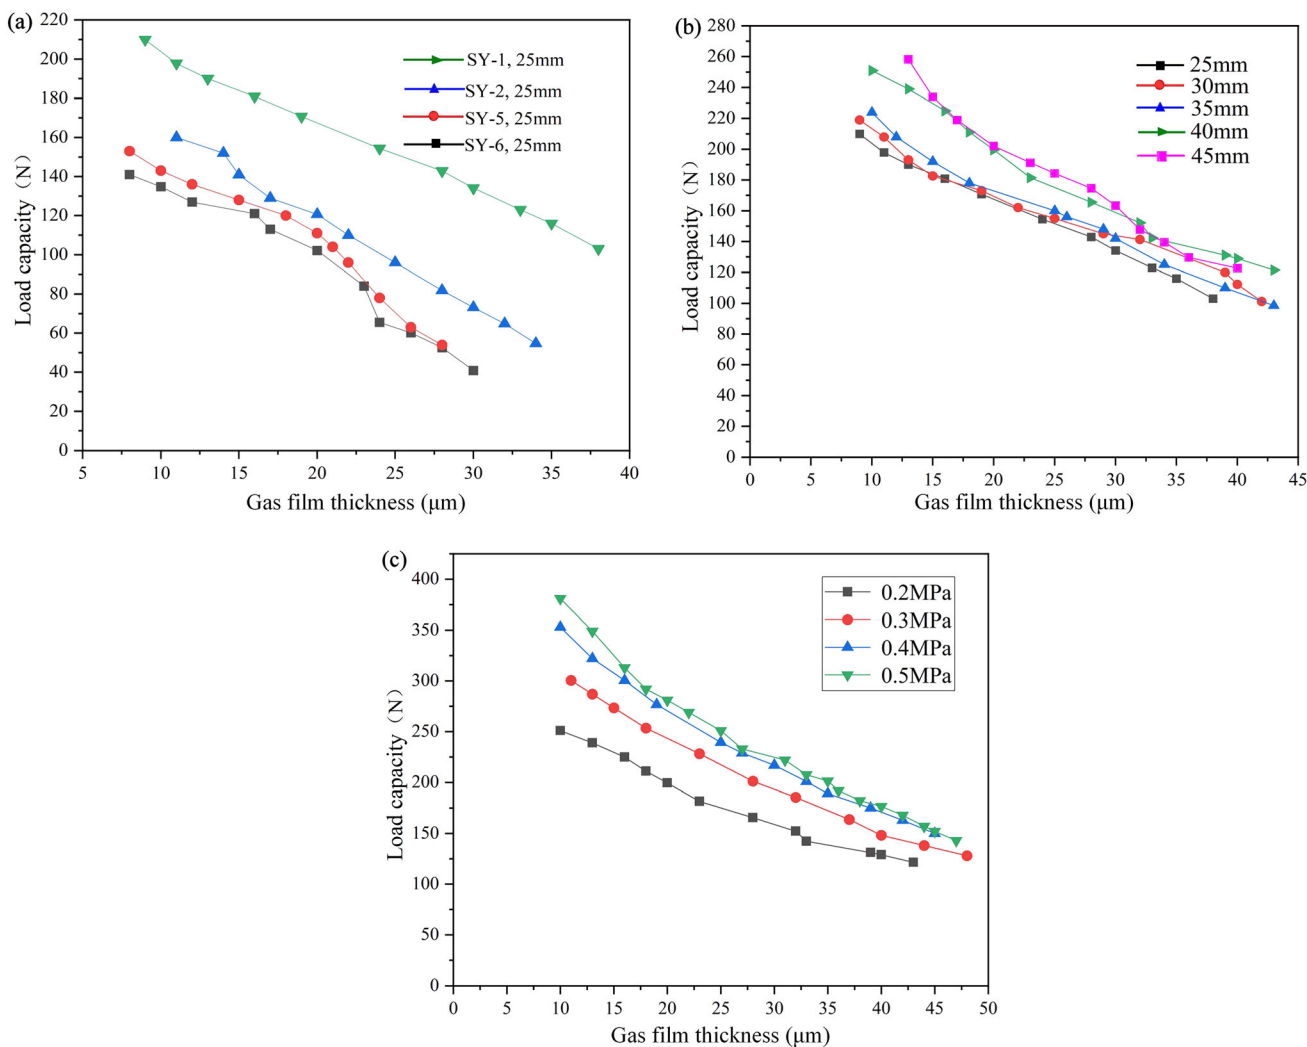 (a)
220
200
180
160
140
120
100
80
60
40
20
0
Load capacity（N）
SY-1, 25mm
SY-2, 25mm
SY-5, 25mm
SY-6, 25mm
5 10 15 20 25 30 35 40
Gas film thickness (μm)
(b)
280
260
240
220
200
180
160
140
120
100
80
60
40
20
0
Load capacity（N）
25mm
30mm
35mm
40mm
45mm
0 5 10 15 20 25 30 35 40 45
Gas film thickness (μm)
(c)
400
350
300
250
200
150
100
50
0
Load capacity（N）
0.2MPa
0.3MPa
0.4MPa
0.5MPa
0 5 10 15 20 25 30 35 40 45 50
Gas film thickness (μm)